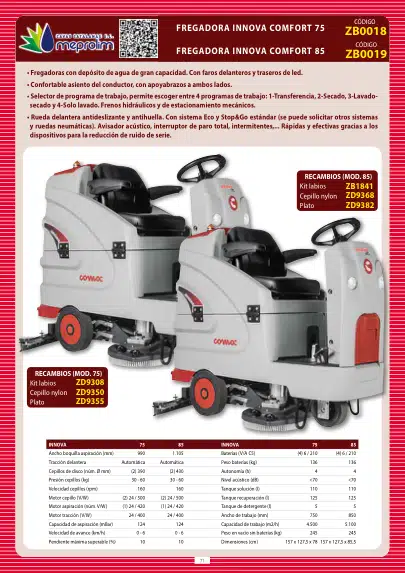 RUTAS CATALANAS S.L.
meprolim
FREGADORA INNOVA COMFORT 75
CÓDIGO
ZB0018
FREGADORA INNOVA COMFORT 85
CÓDIGO
ZB0019
• Fregadoras con depósito de agua de gran capacidad. Con faros delanteros y traseros de led.
• Confortable asiento del conductor, con apoyabrazos a ambos lados.
• Selector de programa de trabajo, permite escoger entre 4 programas de trabajo: 1-Transferencia, 2-Secado, 3-Lavado-
secado y 4-Solo lavado. Frenos hidráulicos y de estacionamiento mecánicos.
• Rueda delantera antideslizante y antihuella. Con sistema Eco y Stop&Go estándar (se puede solicitar otros sistemas
y ruedas neumáticas). Avisador acústico, interruptor de paro total, intermitentes,... Rápidas y efectivas gracias a los
dispositivos para la reducción de ruido de serie.
RECAMBIOS (MOD. 85)
Kit labios ZB1841
Cepillo nylon ZD9368
Plato ZD9382
COMAC
COMAC
RECAMBIOS (MOD. 75)
Kit labios ZD9308
Cepillo nylon ZD9350
Plato ZD9355
INNOVA 75 85
Ancho boquilla aspiración (mm) 990 1.105
Tracción delantera Automática Automática
Cepillos de disco (núm. Ø mm) (2) 390 (2) 430
Presión cepillos (kg) 60 60
Velocidad cepillos (rpm) 160 160
Motor cepillo (V/W) (2) 24 / 500 (2) 24 / 500
Motor aspiración (núm. V/W) (1) 24 / 420 (1) 24 / 420
Motor tracción (V/W) 24 / 400 24 / 400
Capacidad de aspiración (mBar) 124 124
Velocidad de avance (km/h) 0 - 6 0 - 6
Pendiente máxima superable (%) 10 10
INNOVA 75 85
Baterías (V/A C5) (4) 6 / 210 (4) 6 / 210
Peso baterías (kg) 136 136
Autonomía (h) 4 4
Nivel acústico (dB) <70 <70
Tanque solución (l) 110 110
Tanque recuperación (l) 125 125
Tanque de detergente (l) 5 5
Ancho de trabajo (mm) 750 850
Capacidad de trabajo (m2/h) 4.500 5.100
Peso en vacío sin baterías (kg) 245 245
Dimensiones (cm) 157 x 127,5 x 78 157 x 127,5 x 85,5
71